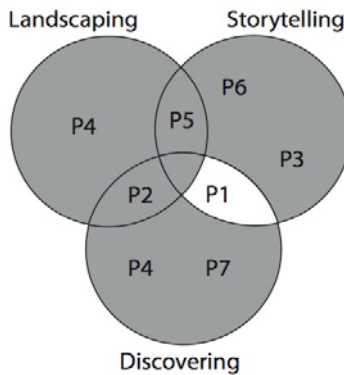 Landscaping Storytelling
P6
P4 P5
P3
P2 P1
P4 P7
Discovering